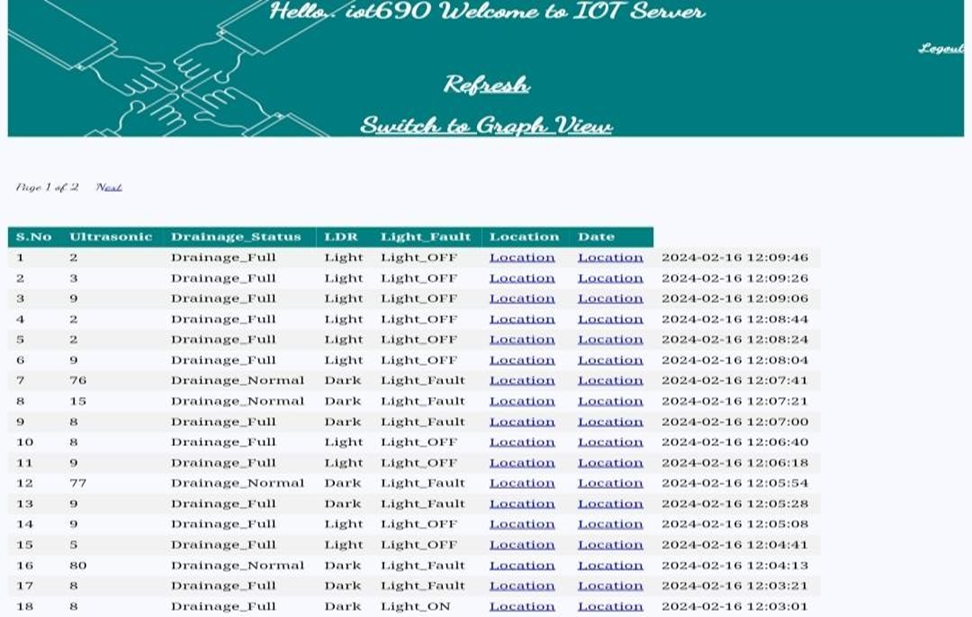 Hello.. iot690 Welcome to IOT Server
Logout
Refresh
Switch to Graph View
Page 1 of 2 Next
S.No Ultrasonic Drainage_Status LDR Light_Fault Location Date
1 2 Drainage_Full Light Light_OFF Location Location 2024-02-16 12:09:46
2 3 Drainage_Full Light Light_OFF Location Location 2024-02-16 12:09:26
3 9 Drainage_Full Light Light_OFF Location Location 2024-02-16 12:09:06
4 2 Drainage_Full Light Light_OFF Location Location 2024-02-16 12:08:44
5 2 Drainage_Full Light Light_OFF Location Location 2024-02-16 12:08:24
6 9 Drainage_Full Light Light_OFF Location Location 2024-02-16 12:08:04
7 76 Drainage_Normal Dark Light_Fault Location Location 2024-02-16 12:07:41
8 15 Drainage_Normal Dark Light_Fault Location Location 2024-02-16 12:07:21
9 8 Drainage_Full Dark Light_Fault Location Location 2024-02-16 12:07:00
10 8 Drainage_Full Light Light_OFF Location Location 2024-02-16 12:06:40
11 9 Drainage_Full Light Light_OFF Location Location 2024-02-16 12:06:18
12 77 Drainage_Normal Dark Light_Fault Location Location 2024-02-16 12:05:54
13 9 Drainage_Full Dark Light_Fault Location Location 2024-02-16 12:05:28
14 9 Drainage_Full Light Light_OFF Location Location 2024-02-16 12:05:08
15 5 Drainage_Full Light Light_OFF Location Location 2024-02-16 12:04:41
16 80 Drainage_Normal Dark Light_Fault Location Location 2024-02-16 12:04:13
17 8 Drainage_Full Dark Light_Fault Location Location 2024-02-16 12:03:21
18 8 Drainage_Full Dark Light_ON Location Location 2024-02-16 12:03:01